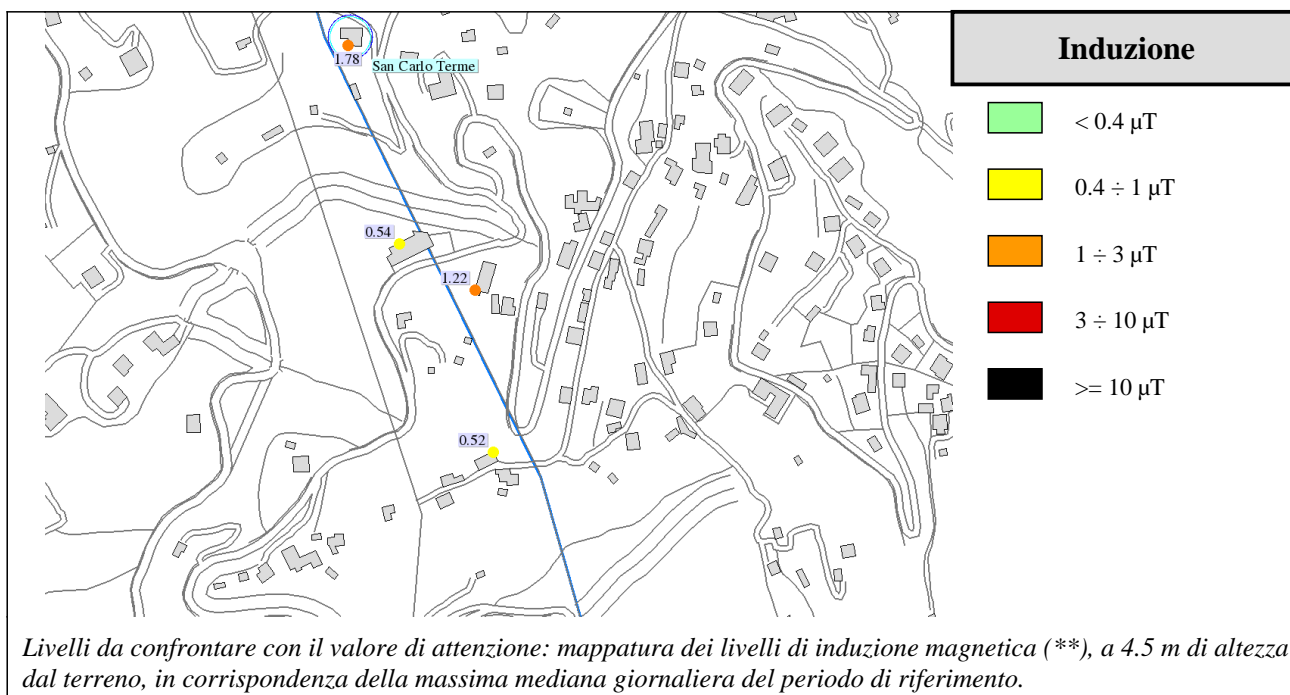 1.78
San Carlo Terme
0.54
1.22
0.52
Induzione
< 0.4 µT
0.4 ÷ 1 µT
1 ÷ 3 µT
3 ÷ 10 µT
>= 10 µT
Livelli da confrontare con il valore di attenzione: mappatura dei livelli di induzione magnetica (**), a 4.5 m di altezza
dal terreno, in corrispondenza della massima mediana giornaliera del periodo di riferimento.